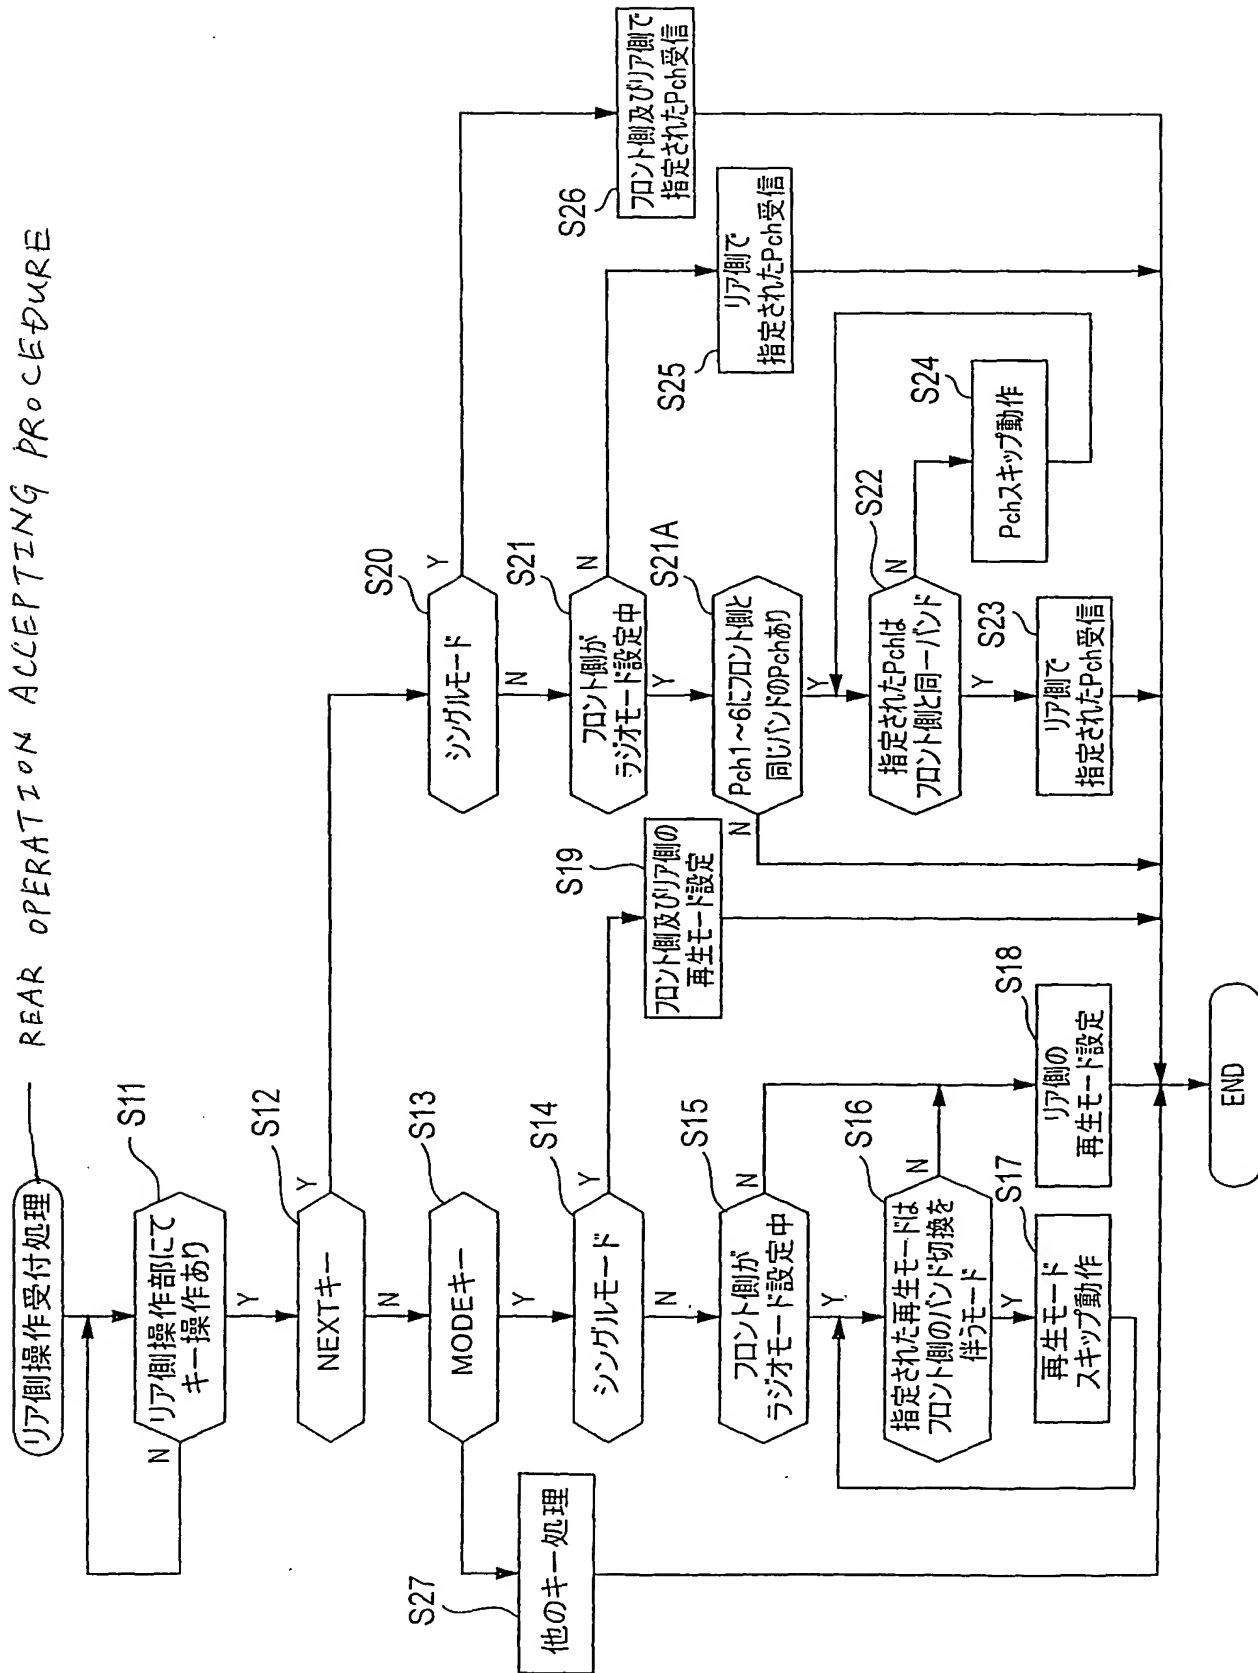 リア側操作受付処理
REAR OPERATION ACCEPTING PROCEDURE
S11
リア側操作部にて
キー操作あり
N
Y
S12
NEXTキー
Y
N
S13
MODEキー
Y
S14
シングルモード
Y
N
S15
フロント側が
ラジオモード設定中
N
Y
S16
指定された再生モードは
フロント側のバンド切換を
伴うモード
N
Y
S17
再生モード
スキップ動作
S18
リア側の
再生モード設定
S19
フロント側及びリア側の
再生モード設定
S20
シングルモード
Y
N
S21
フロント側が
ラジオモード設定中
N
Y
S21A
Pch1～6にフロント側と
同じバンドのPchあり
N
Y
S22
指定されたPchは
フロント側と同一バンド
N
Y
S23
リア側で
指定されたPch受信
S24
Pchスキップ動作
S25
リア側で
指定されたPch受信
S26
フロント側及びリア側で
指定されたPch受信
S27
他のキー処理
END